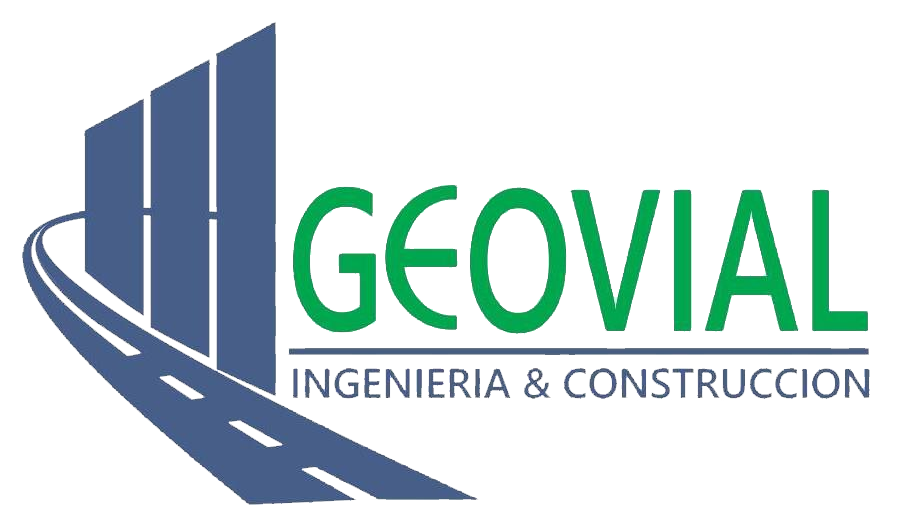 GEOVIAL
INGENIERIA & CONSTRUCCION